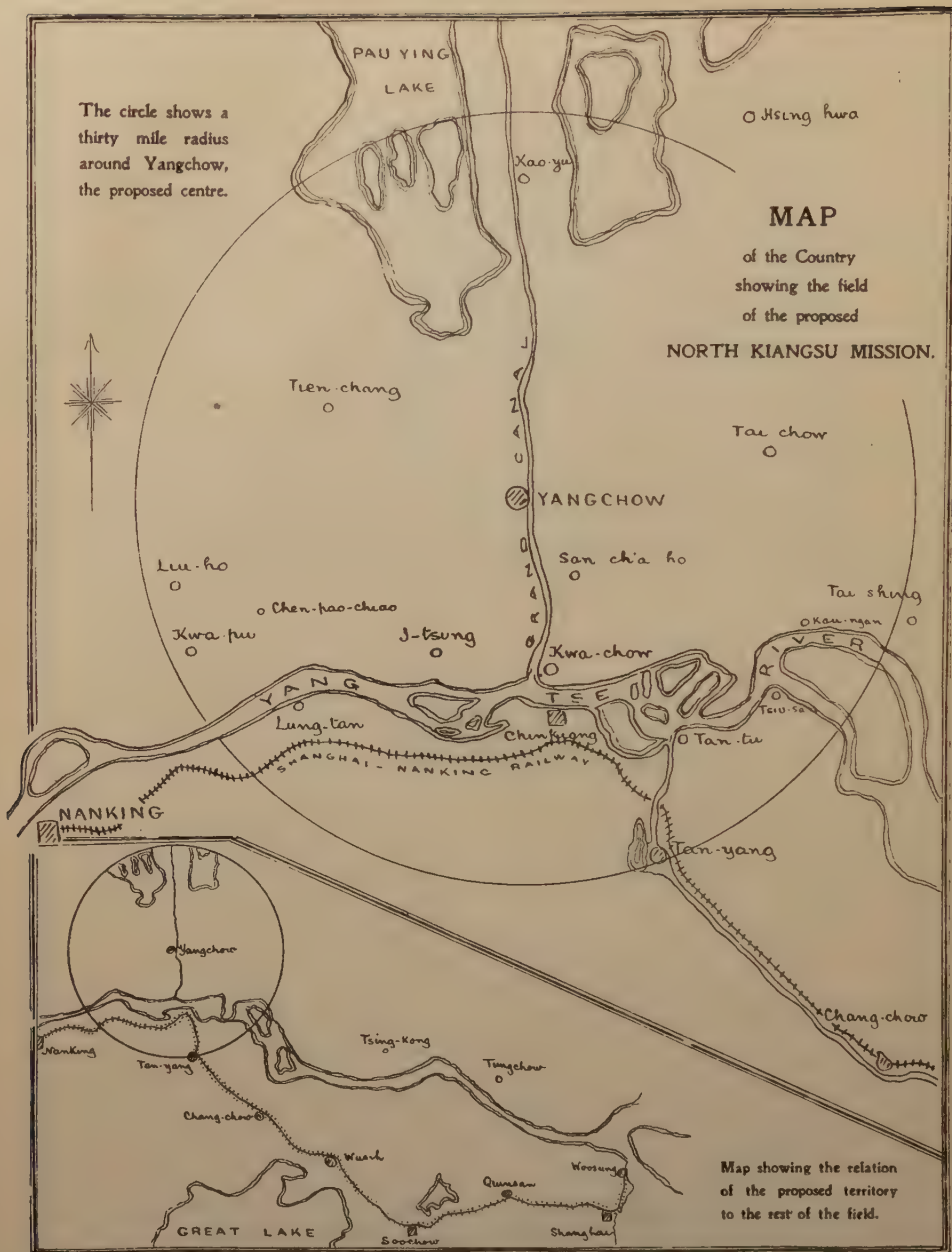 PAU YING
LAKE
The circle shows a
thirty mile radius
around Yangchow,
the proposed centre.
Hsing hwa
Kao-yu
MAP
of the Country
showing the field
of the proposed
NORTH KIANGSU MISSION.
Tien-chang
Tai chow
YANGCHOW
GRAND CANAL
San ch'a ho
Liu-ho
Chen-pao-chiao
Kwa pu
I-tsung
Kwa-chow
Tai shing
Kau-ngan
YANG TSE RIVER
Lung-tan
Chinkiang
Tan-tu
SHANGHAI-NANKING RAILWAY
NANKING
Tan-yang
Chang-chow
Yangchow
Nanking
Tan-yang
Tsing-kong
Tungchow
Chang-chow
Wusih
Woosung
Quinsan
GREAT LAKE
Soochow
Shanghai
Map showing the relation
of the proposed territory
to the rest of the field.